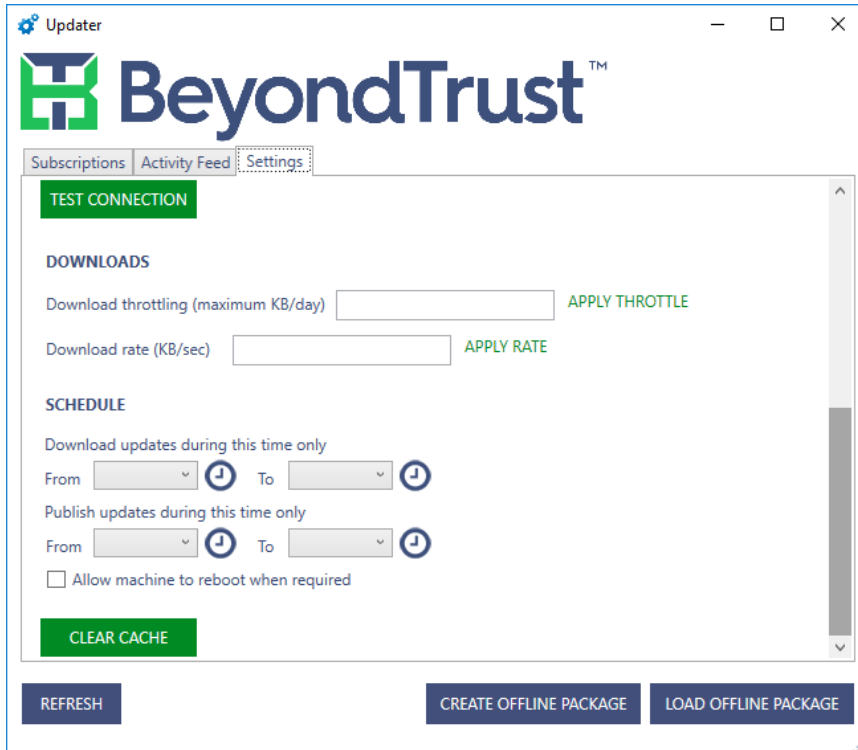 Updater
BeyondTrust™
Subscriptions Activity Feed Settings
TEST CONNECTION
DOWNLOADS
Download throttling (maximum KB/day) APPLY THROTTLE
Download rate (KB/sec) APPLY RATE
SCHEDULE
Download updates during this time only
From To
Publish updates during this time only
From To
Allow machine to reboot when required
CLEAR CACHE
REFRESH CREATE OFFLINE PACKAGE LOAD OFFLINE PACKAGE